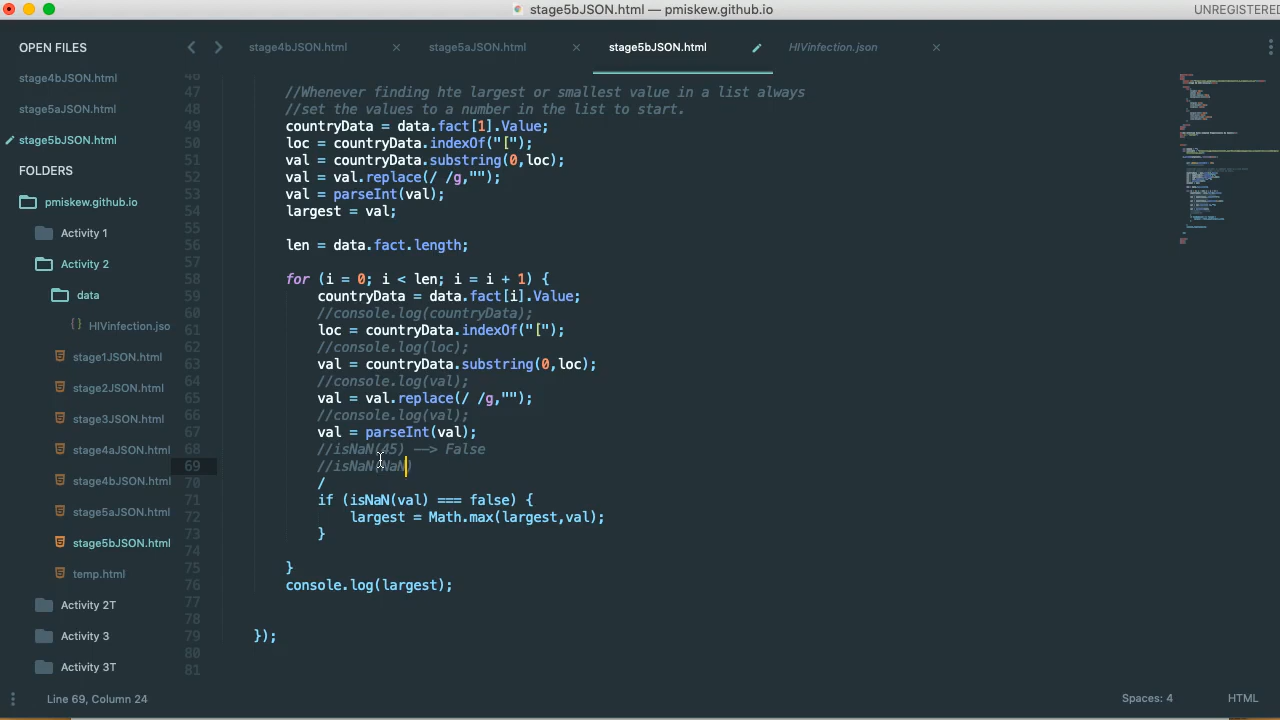 stage5bJSON.html — pmiskew.github.io
UNREGISTERED
OPEN FILES
stage4bJSON.html
stage5aJSON.html
stage5bJSON.html
FOLDERS
pmiskew.github.io
Activity 1
Activity 2
data
HIVinfection.jso
stage1JSON.html
stage2JSON.html
stage3JSON.html
stage4aJSON.html
stage4bJSON.html
stage5aJSON.html
stage5bJSON.html
temp.html
Activity 2T
Activity 3
Activity 3T
stage4bJSON.html
stage5aJSON.html
stage5bJSON.html
HIVinfection.json
46
47 //Whenever finding hte largest or smallest value in a list always
48 //set the values to a number in the list to start.
49 countryData = data.fact[1].Value;
50 loc = countryData.indexOf("[");
51 val = countryData.substring(0,loc);
52 val = val.replace(/ /g,"");
53 val = parseInt(val);
54 largest = val;
55
56 len = data.fact.length;
57
58 for (i = 0; i < len; i = i + 1) {
59 countryData = data.fact[i].Value;
60 //console.log(countryData);
61 loc = countryData.indexOf("[");
62 //console.log(loc);
63 val = countryData.substring(0,loc);
64 //console.log(val);
65 val = val.replace(/ /g,"");
66 //console.log(val);
67 val = parseInt(val);
68 //isNaN(45) —–> False
69 //isNaN(NaN)
70 /
71 if (isNaN(val) === false) {
72 largest = Math.max(largest,val);
73 }
74
75 }
76 console.log(largest);
77
78
79 });
80
81
Line 69, Column 24
Spaces: 4
HTML